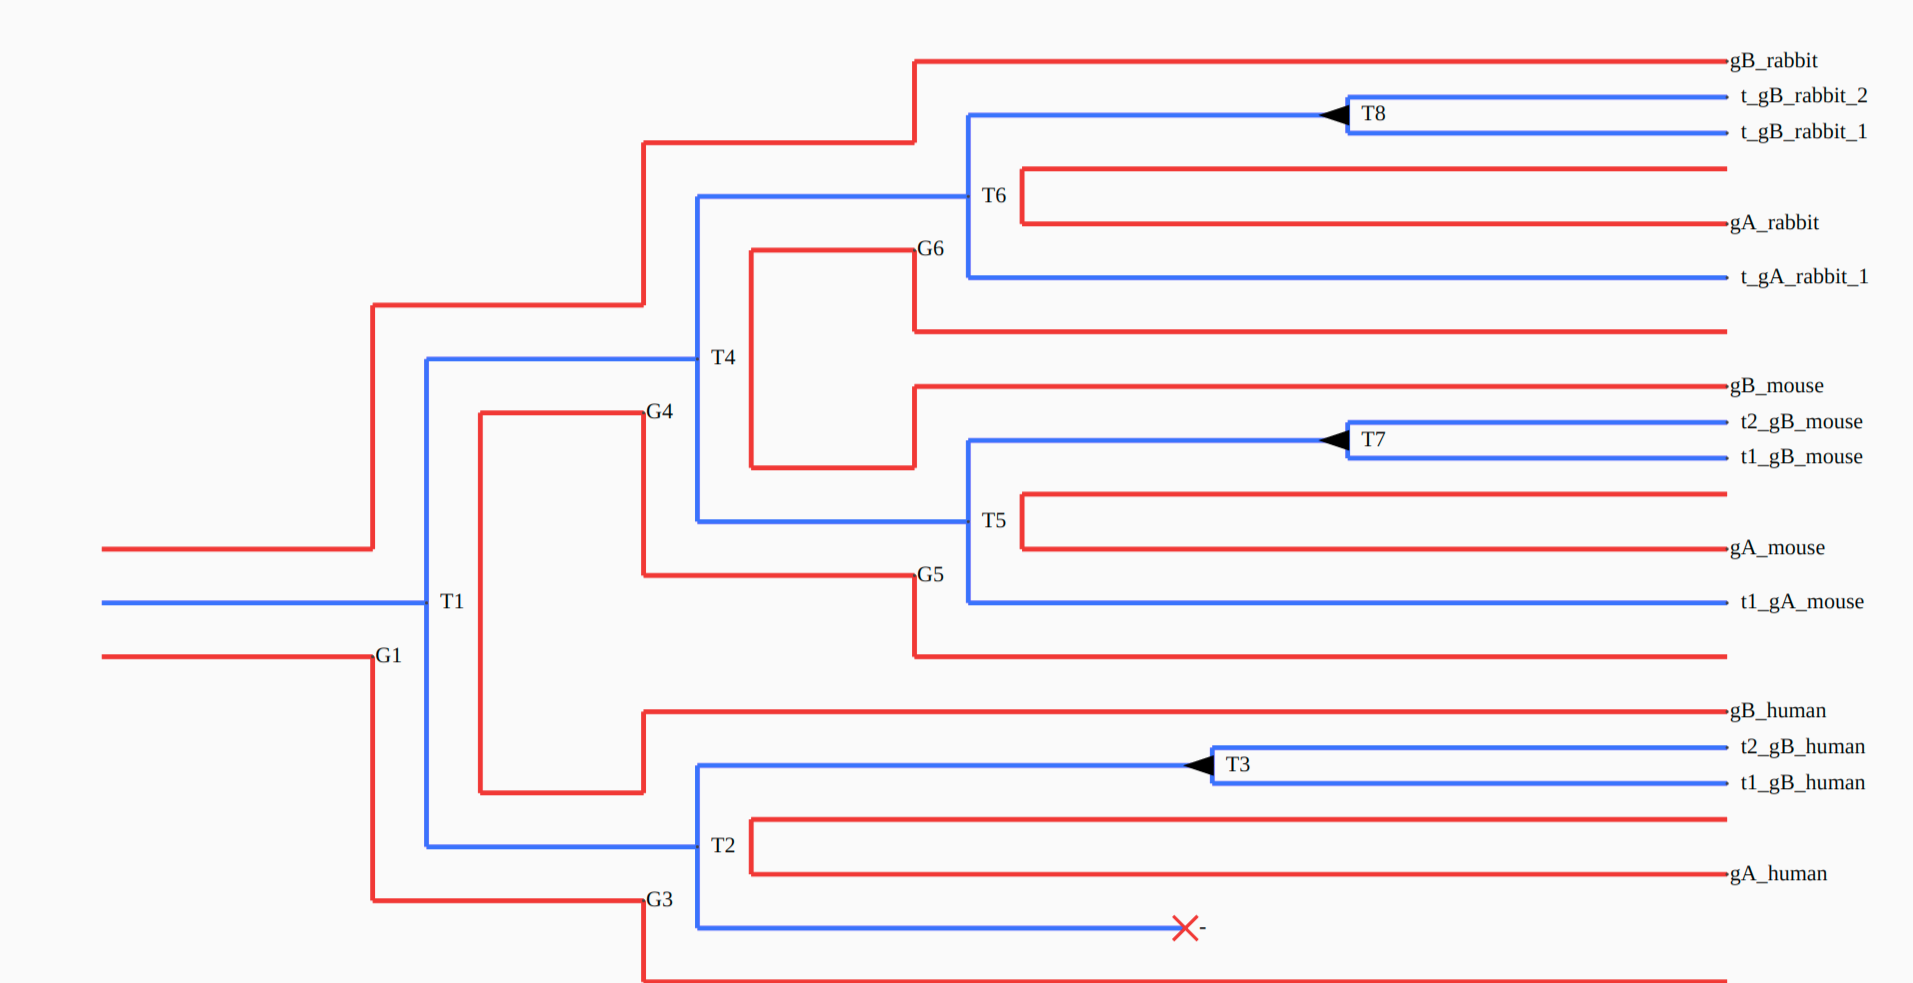 gB_rabbit
t_gB_rabbit_2
T8
t_gB_rabbit_1
T6
gA_rabbit
G6
t_gA_rabbit_1
T4
gB_mouse
G4
t2_gB_mouse
T7
t1_gB_mouse
T5
gA_mouse
G5
T1
t1_gA_mouse
G1
gB_human
t2_gB_human
T3
t1_gB_human
T2
gA_human
G3
-